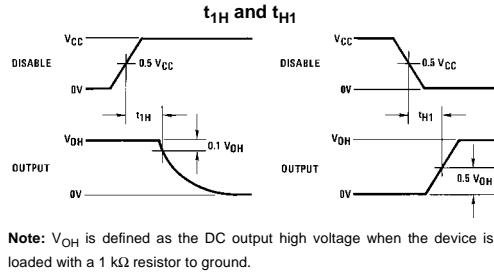 t1H and tH1
VCC
DISABLE
0.5 VCC
0V
t1H
VOH
0.1 VOH
OUTPUT
0V
VCC
DISABLE
0.5 VCC
0V
tH1
VOH
OUTPUT
0.5 VOH
0V
Note: VOH is defined as the DC output high voltage when the device is
loaded with a 1 kΩ resistor to ground.